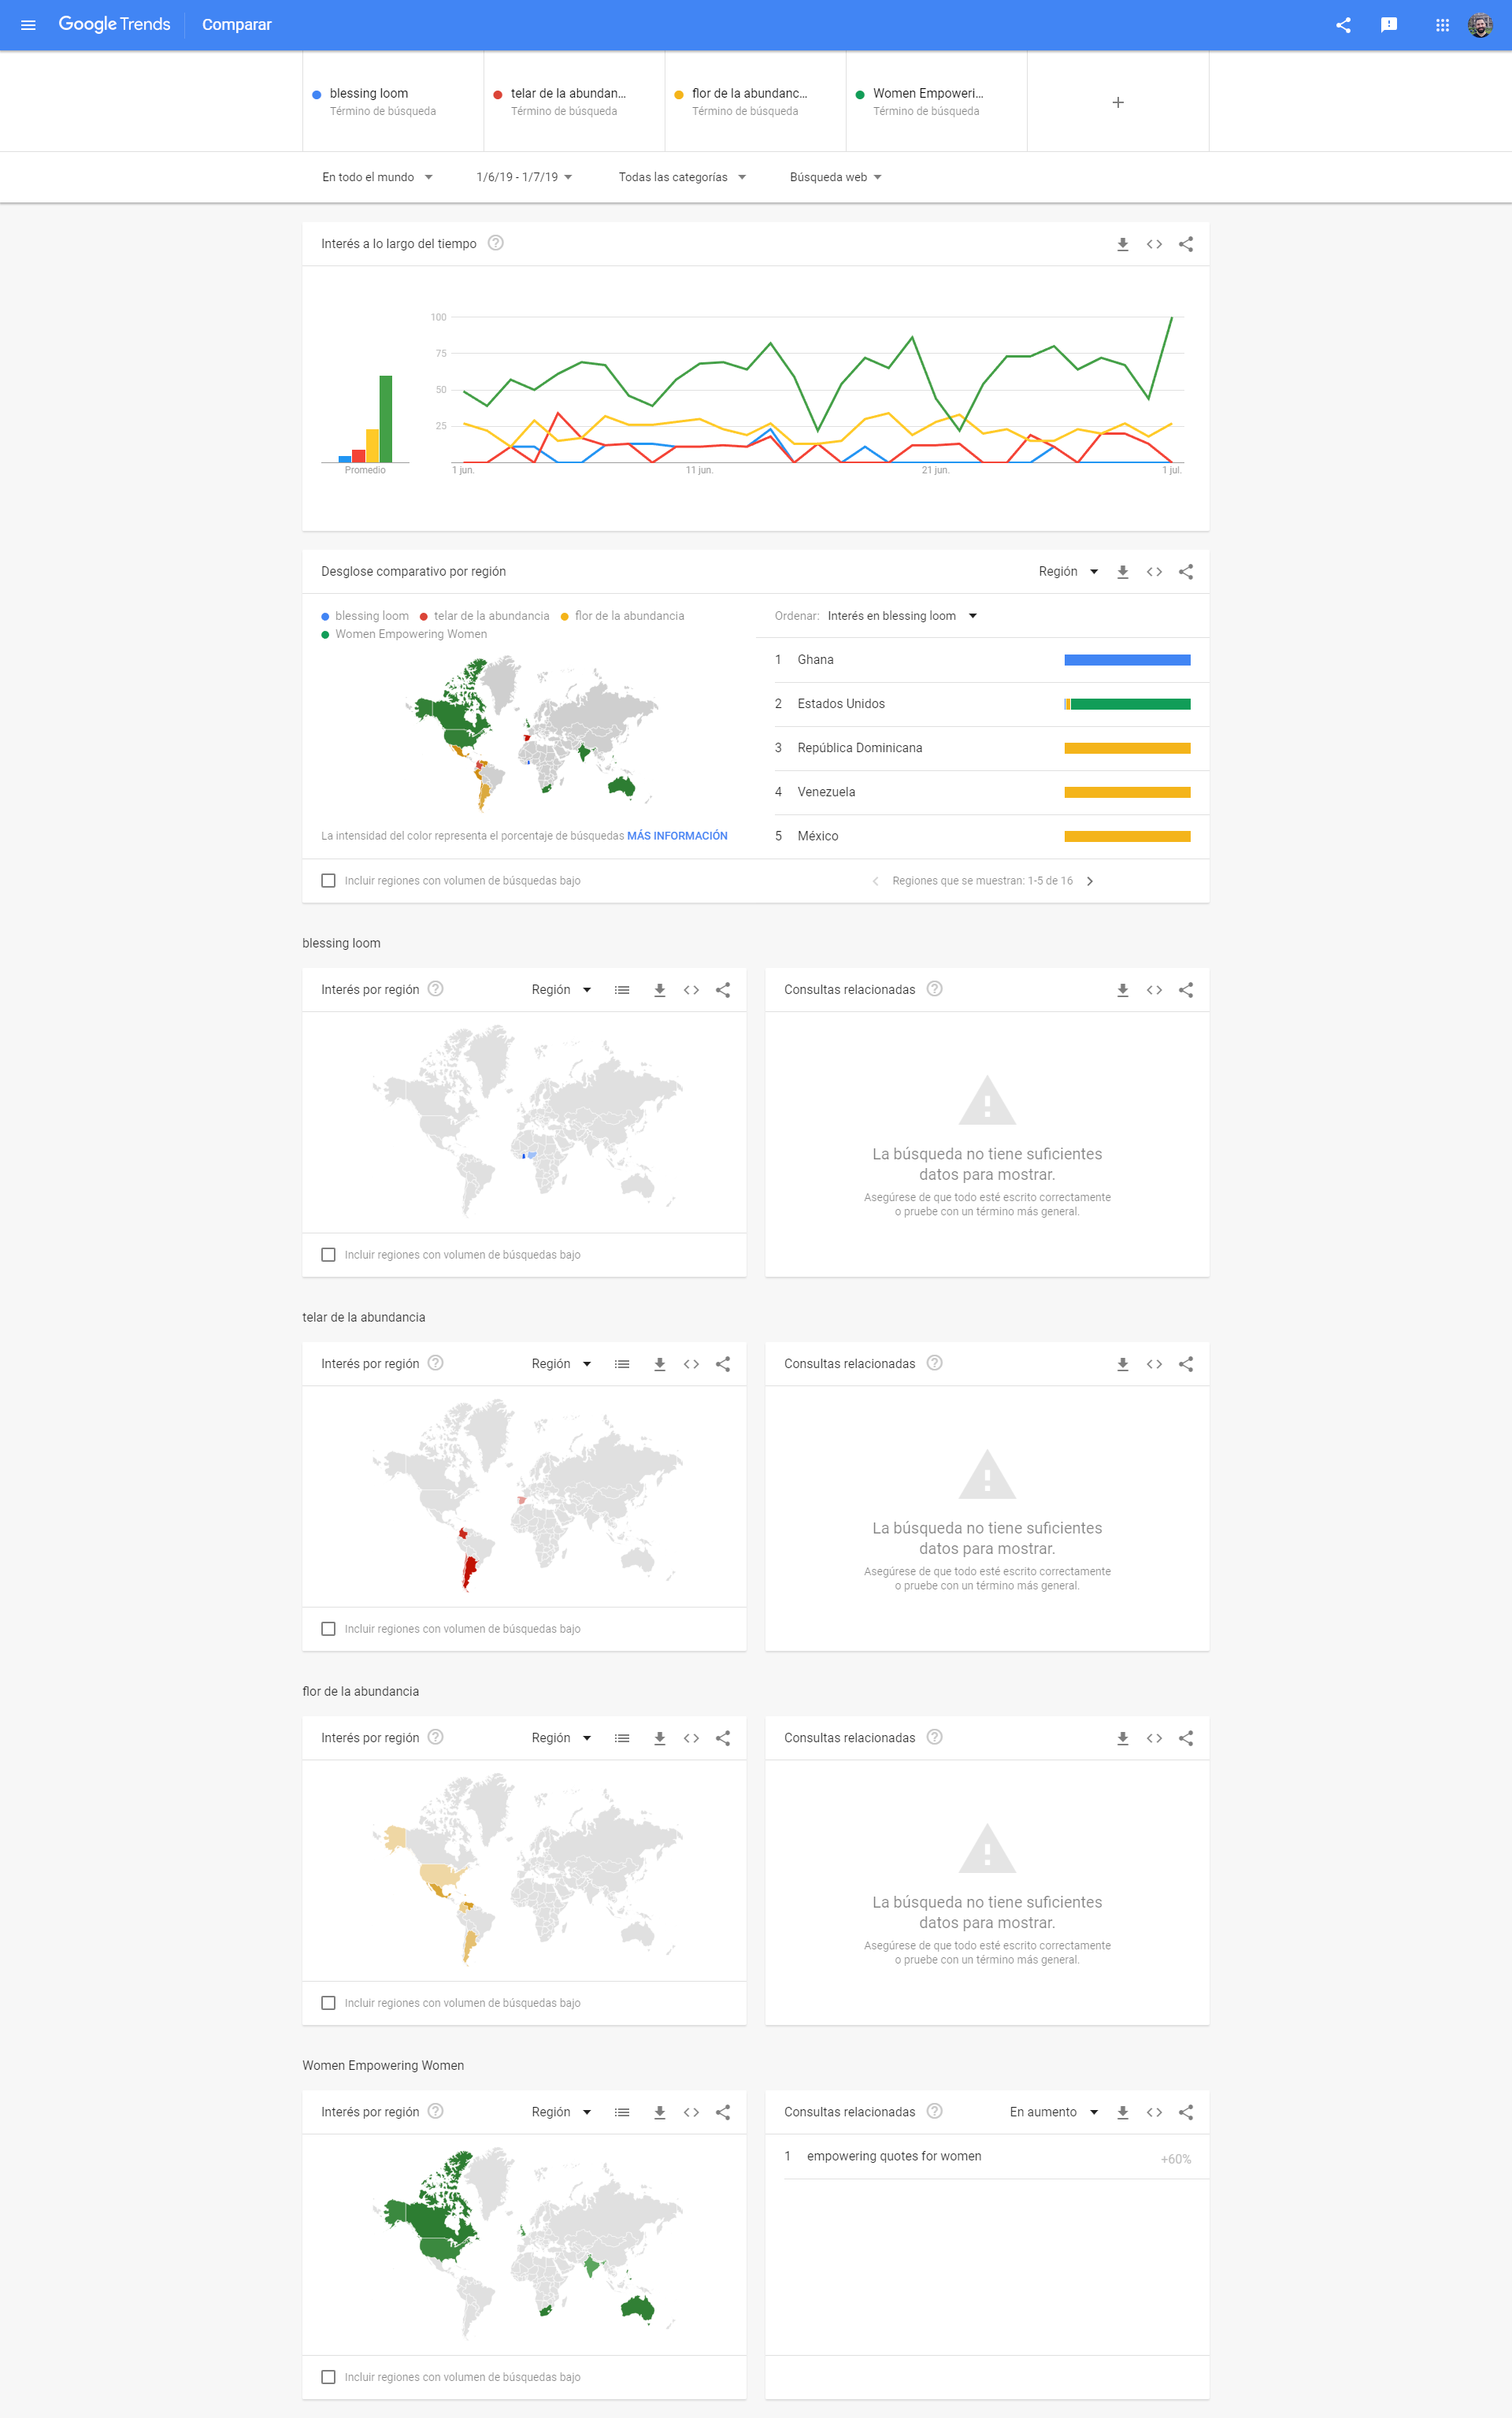 Google Trends Comparar
blessing loom
Término de búsqueda
telar de la abundan...
Término de búsqueda
flor de la abundanc...
Término de búsqueda
Women Empoweri...
Término de búsqueda
En todo el mundo
1/6/19 - 1/7/19
Todas las categorías
Búsqueda web
Interés a lo largo del tiempo
100
75
50
25
Promedio
1 jun.
11 jun.
21 jun.
1 jul.
Desglose comparativo por región
Región
blessing loom telar de la abundancia flor de la abundancia
Women Empowering Women
La intensidad del color representa el porcentaje de búsquedas MÁS INFORMACIÓN
Ordenar: Interés en blessing loom
1 Ghana
2 Estados Unidos
3 República Dominicana
4 Venezuela
5 México
Incluir regiones con volumen de búsquedas bajo
Regiones que se muestran: 1-5 de 16
blessing loom
Interés por región
Región
Incluir regiones con volumen de búsquedas bajo
Consultas relacionadas
La búsqueda no tiene suficientes
datos para mostrar.
Asegúrese de que todo esté escrito correctamente
o pruebe con un término más general.
telar de la abundancia
Interés por región
Región
Incluir regiones con volumen de búsquedas bajo
Consultas relacionadas
La búsqueda no tiene suficientes
datos para mostrar.
Asegúrese de que todo esté escrito correctamente
o pruebe con un término más general.
flor de la abundancia
Interés por región
Región
Incluir regiones con volumen de búsquedas bajo
Consultas relacionadas
La búsqueda no tiene suficientes
datos para mostrar.
Asegúrese de que todo esté escrito correctamente
o pruebe con un término más general.
Women Empowering Women
Interés por región
Región
Incluir regiones con volumen de búsquedas bajo
Consultas relacionadas
En aumento
1 empowering quotes for women
+60%